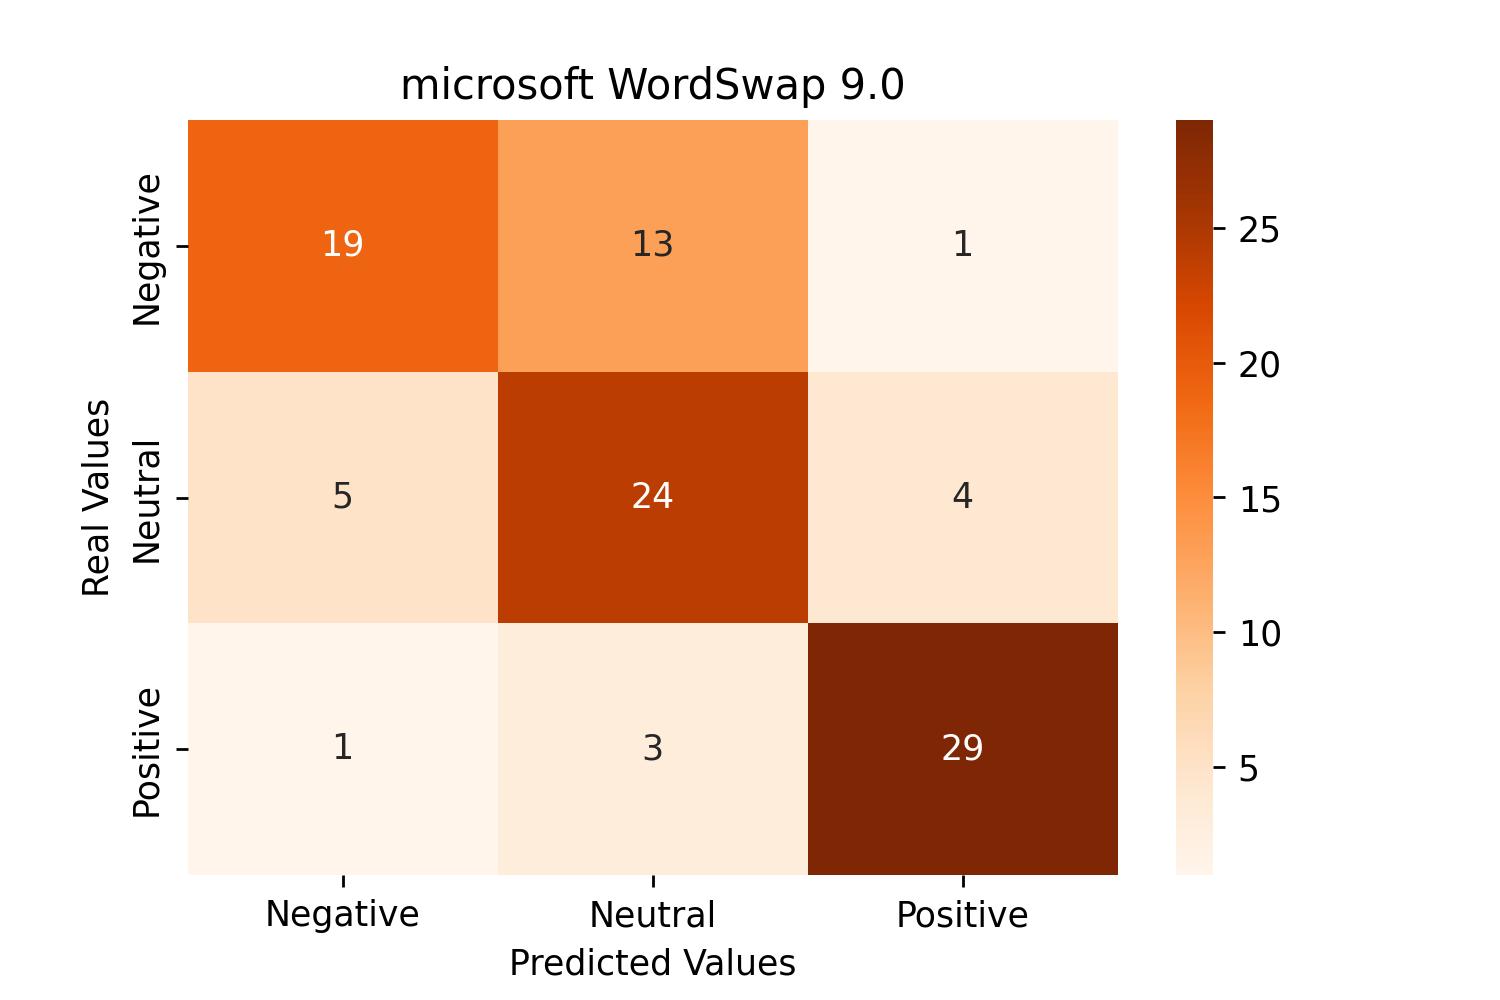 microsoft WordSwap 9.0
Real Values
Negative
19 13 1
Neutral
5 24 4
Positive
1 3 29
Negative Neutral Positive
Predicted Values
25
20
15
10
5